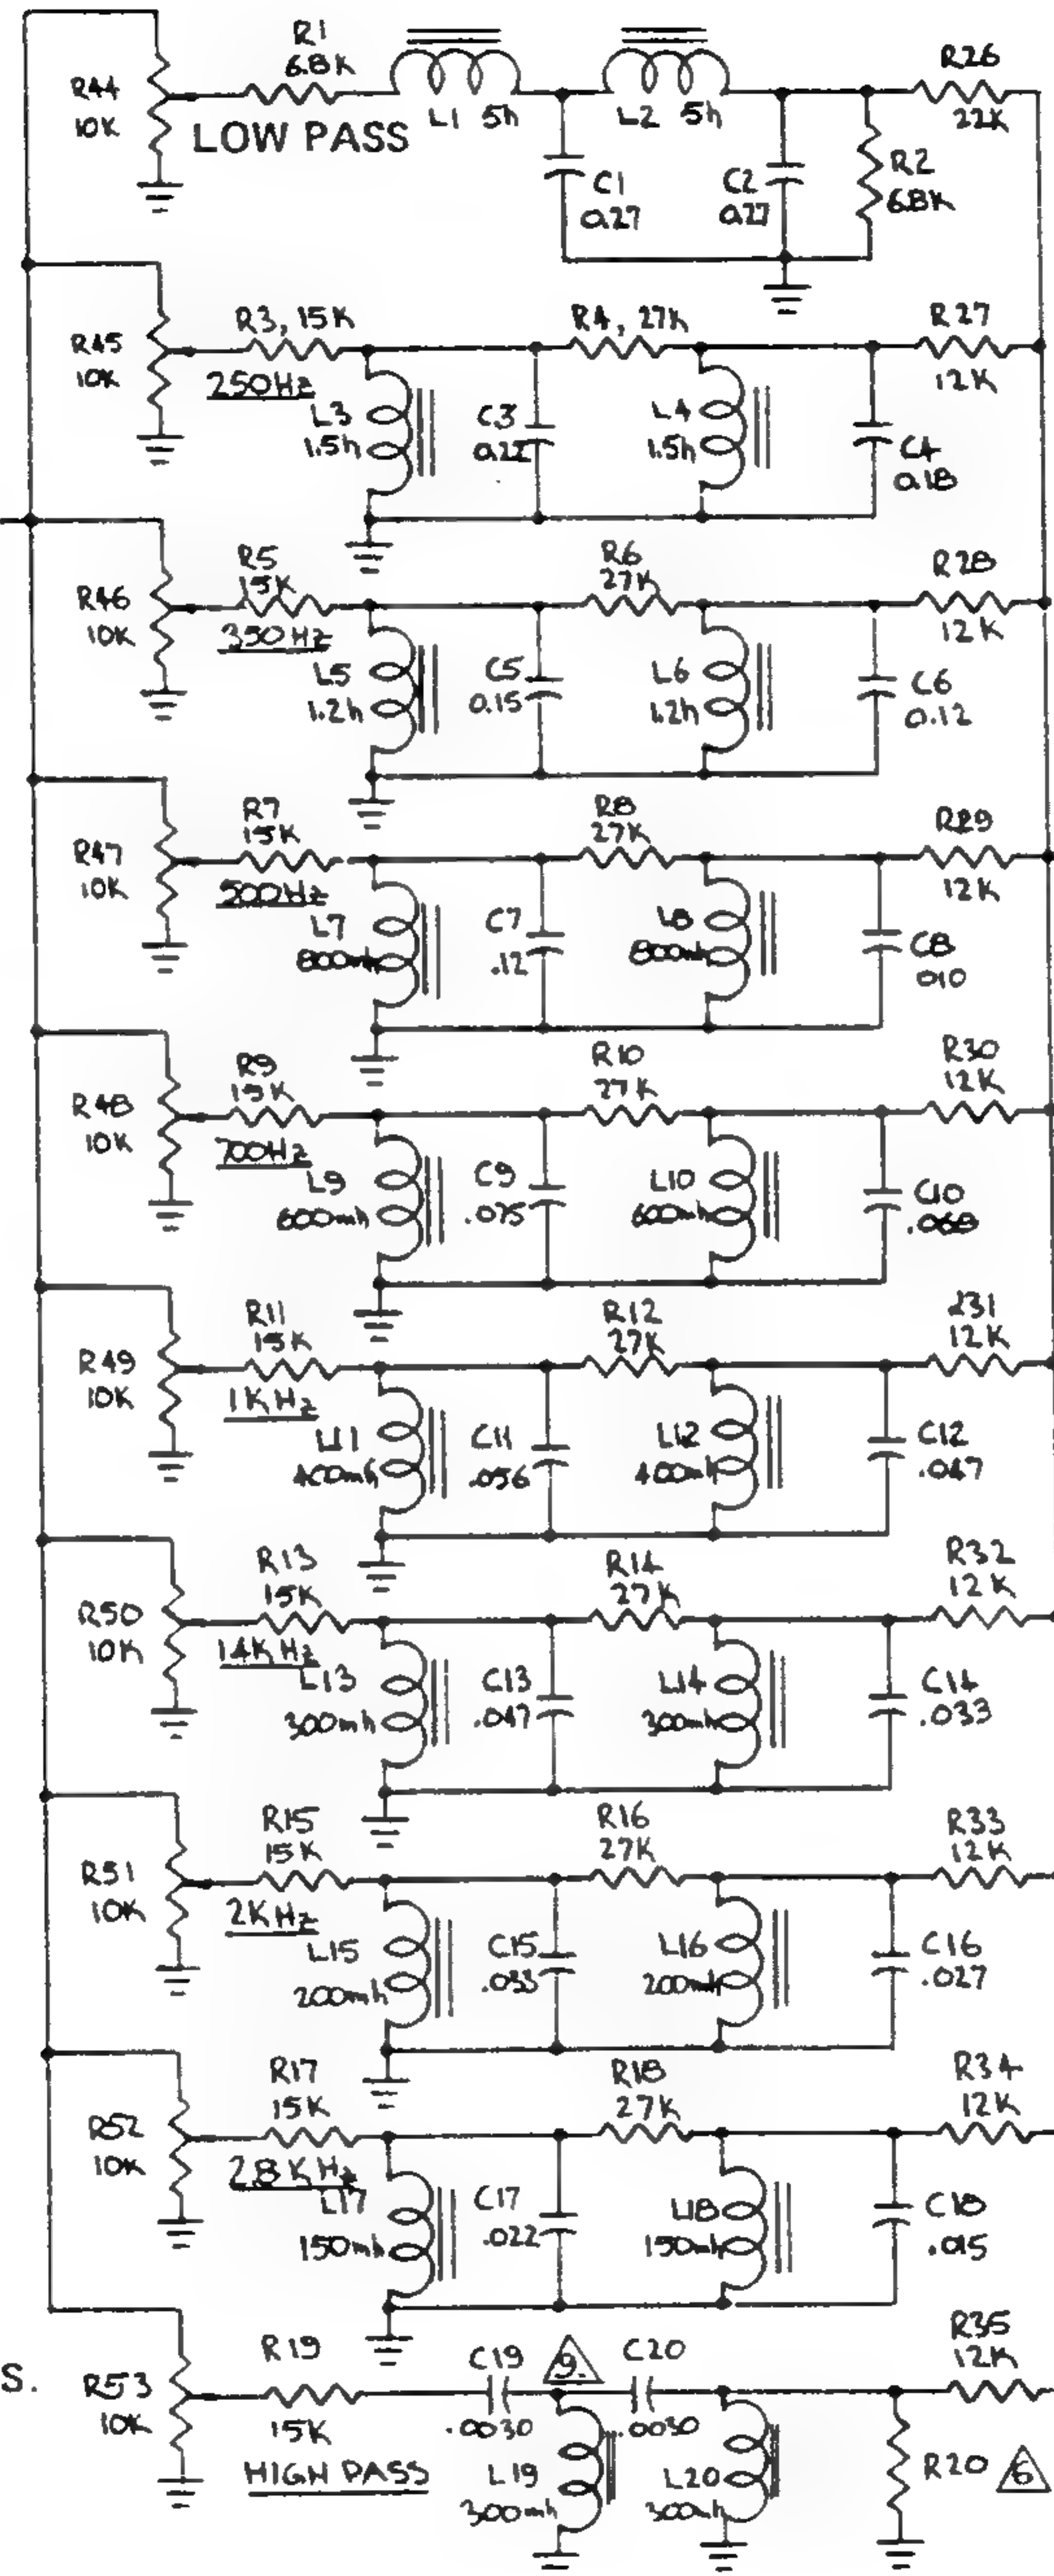 R1
6.8K
R44
10K
LOW PASS
L1 5h
L2 5h
R26
22K
C1
0.27
C2
0.27
R2
6.8K
R45
10K
R3, 15K
250Hz
L3
1.5h
C3
0.22
R4, 27K
L4
1.5h
C4
0.18
R27
12K
R46
10K
R5
15K
350Hz
L5
1.2h
C5
0.15
R6
27K
L6
1.2h
C6
0.12
R28
12K
R47
10K
R7
15K
500Hz
L7
800mh
C7
.12
R8
27K
L8
800mh
C8
010
R29
12K
R48
10K
R9
15K
700Hz
L9
600mh
C9
.075
R10
27K
L10
600mh
C10
.068
R30
12K
R49
10K
R11
15K
1KHz
L11
400mh
C11
.056
R12
27K
L12
400mh
C12
.047
231
12K
R50
10K
R13
15K
1.4KHz
L13
300mh
C13
.047
R14
27K
L14
300mh
C14
.033
R32
12K
R51
10K
R15
15K
2KHz
L15
200mh
C15
.033
R16
27K
L16
200mh
C16
.027
R33
12K
R52
10K
R17
15K
2.8KHz
L17
150mh
C17
.022
R18
27K
L18
150mh
C18
.015
R34
12K
S.
R53
10K
R19
15K
HIGH PASS
C19
.0030
9.
C20
.0030
L19
300mh
L20
300mh
R35
12K
R20
6